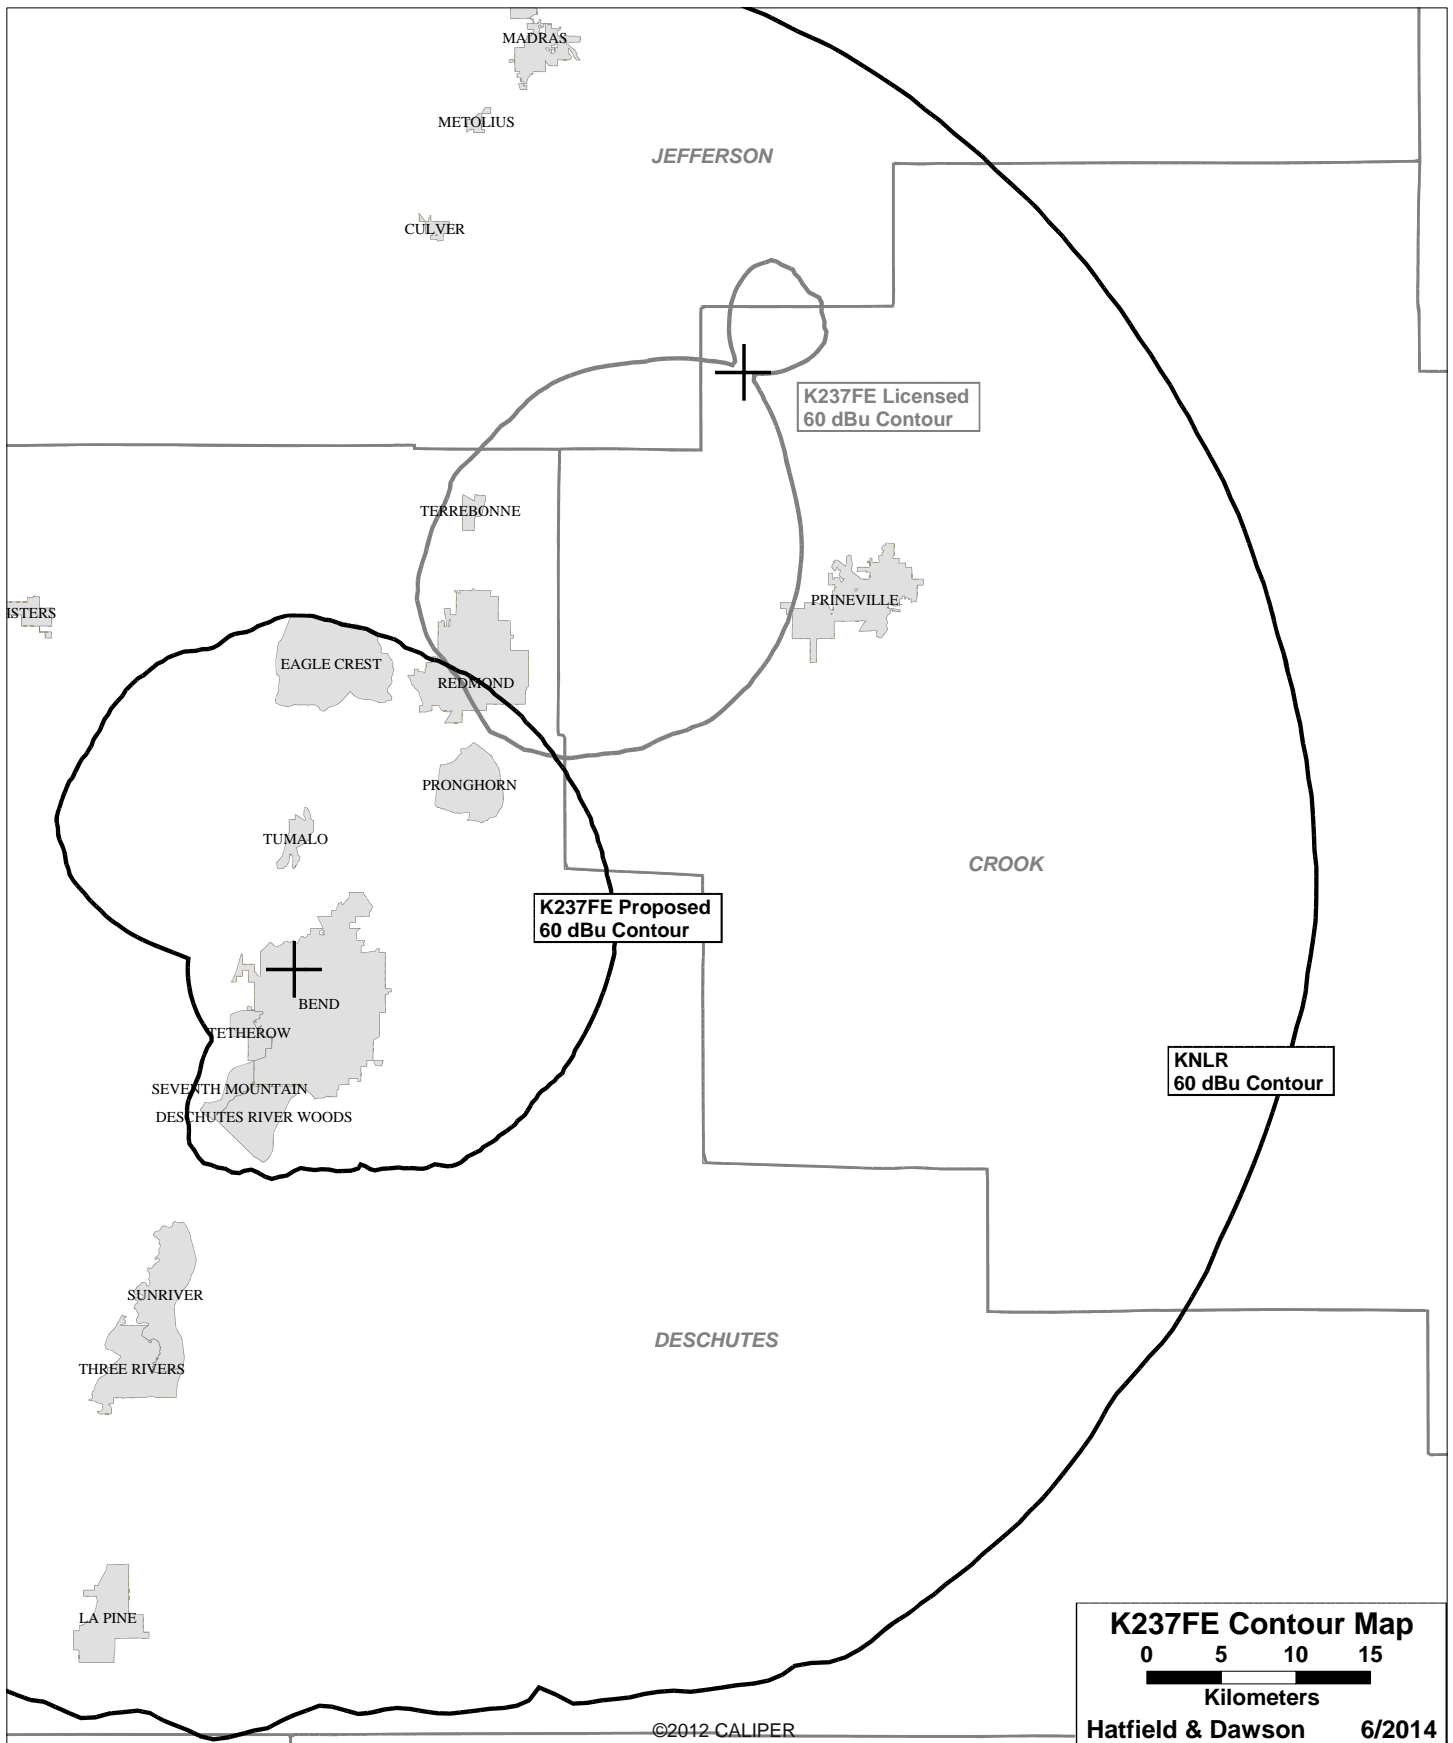 MADRAS
METOLIUS
JEFFERSON
CULVER
K237FE Licensed
60 dBu Contour
TERREBONNE
PRINEVILLE
ISTERS
EAGLE CREST
REDMOND
PRONGHORN
TUMALO
CROOK
K237FE Proposed
60 dBu Contour
BEND
TETHEROW
KNLR
60 dBu Contour
SEVENTH MOUNTAIN
DESCHUTES RIVER WOODS
SUNRIVER
DESCHUTES
THREE RIVERS
LA PINE
K237FE Contour Map
0 5 10 15
Kilometers
Hatfield & Dawson 6/2014
©2012 CALIPER